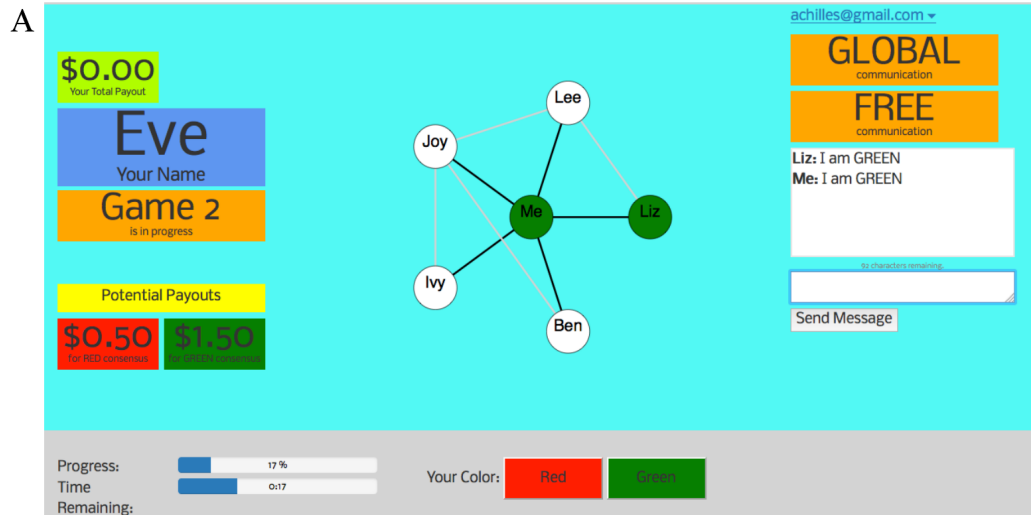 A
achilles@gmail.com
$0.00
Your Total Payout
Eve
Your Name
Game 2
is in progress
Potential Payouts
$0.50
for RED consensus
$1.50
for GREEN consensus
Lee
Joy
Me
Liz
Ivy
Ben
GLOBAL
communication
FREE
communication
Liz: I am GREEN
Me: I am GREEN
characters remaining.
Send Message
Progress:
17 %
Time
Remaining:
0:17
Your Color:
Red
Green